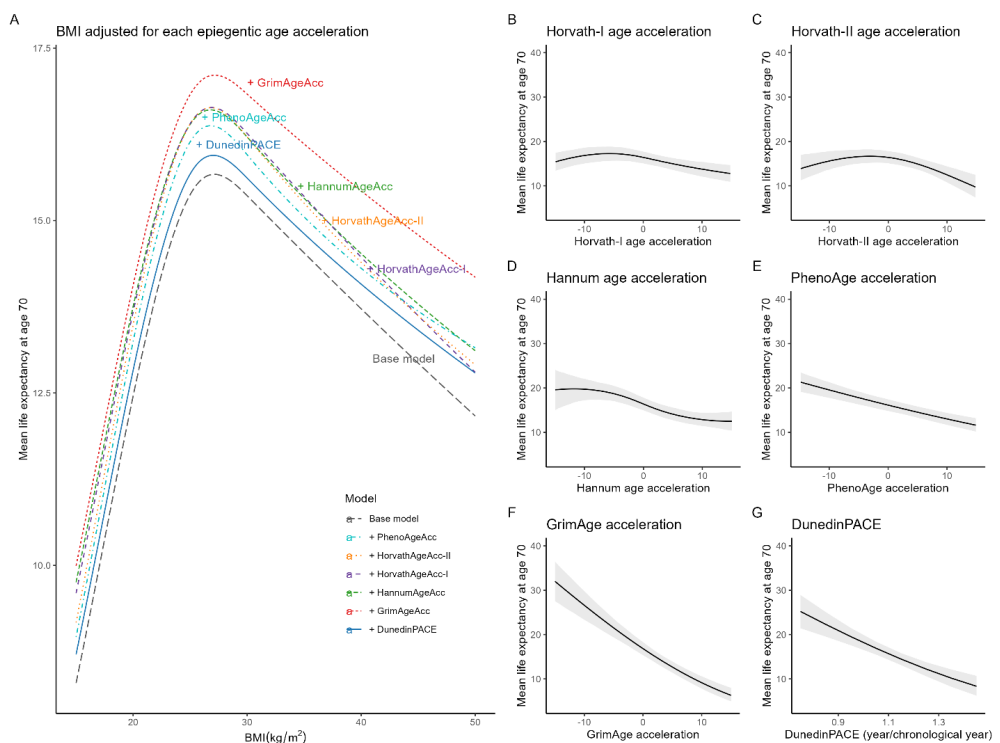 A
BMI adjusted for each epiegentic age acceleration
Mean life expectancy at age 70
17.5
15.0
12.5
10.0
+ GrimAgeAcc
+ PhenoAgeAcc
+ DunedinPACE
+ HannumAgeAcc
+ HorvathAgeAcc-II
+ HorvathAgeAcc-I
Base model
Model
a Base model
a + PhenoAgeAcc
a + HorvathAgeAcc-II
a + HorvathAgeAcc-I
a + HannumAgeAcc
a + GrimAgeAcc
a + DunedinPACE
20 30 40 50
BMI(kg/m²)
B
Horvath-I age acceleration
Mean life expectancy at age 70
40
30
20
10
-10 0 10
Horvath-I age acceleration
C
Horvath-II age acceleration
Mean life expectancy at age 70
40
30
20
10
-10 0 10
Horvath-II age acceleration
D
Hannum age acceleration
Mean life expectancy at age 70
40
30
20
10
-10 0 10
Hannum age acceleration
E
PhenoAge acceleration
Mean life expectancy at age 70
40
30
20
10
-10 0 10
PhenoAge acceleration
F
GrimAge acceleration
Mean life expectancy at age 70
40
30
20
10
-10 0 10
GrimAge acceleration
G
DunedinPACE
Mean life expectancy at age 70
40
30
20
10
0.9 1.1 1.3
DunedinPACE (year/chronological year)